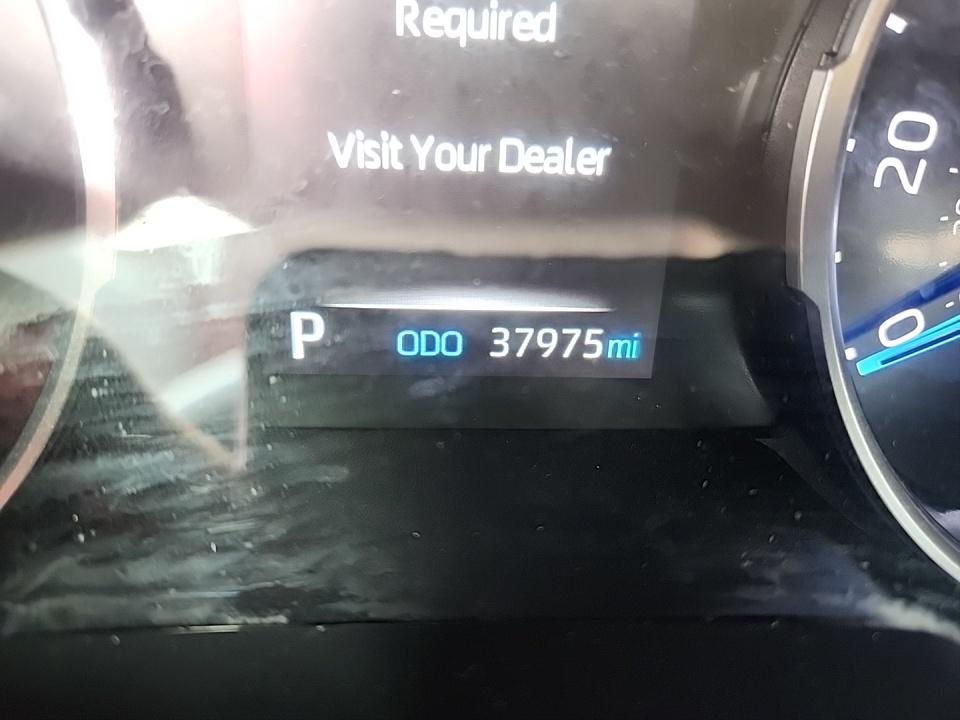 Required
Visit Your Dealer
P ODO 37975mi
20
0